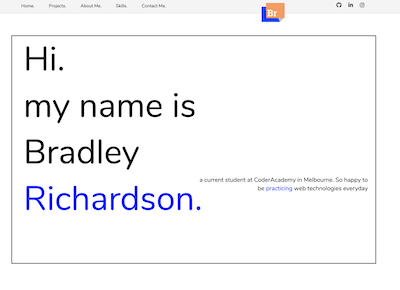 Home. Projects. About Me. Skills. Contact Me.
Br.
Hi.
my name is
Bradley
Richardson.
a current student at CoderAcademy in Melbourne. So happy to
be practicing web technologies everyday